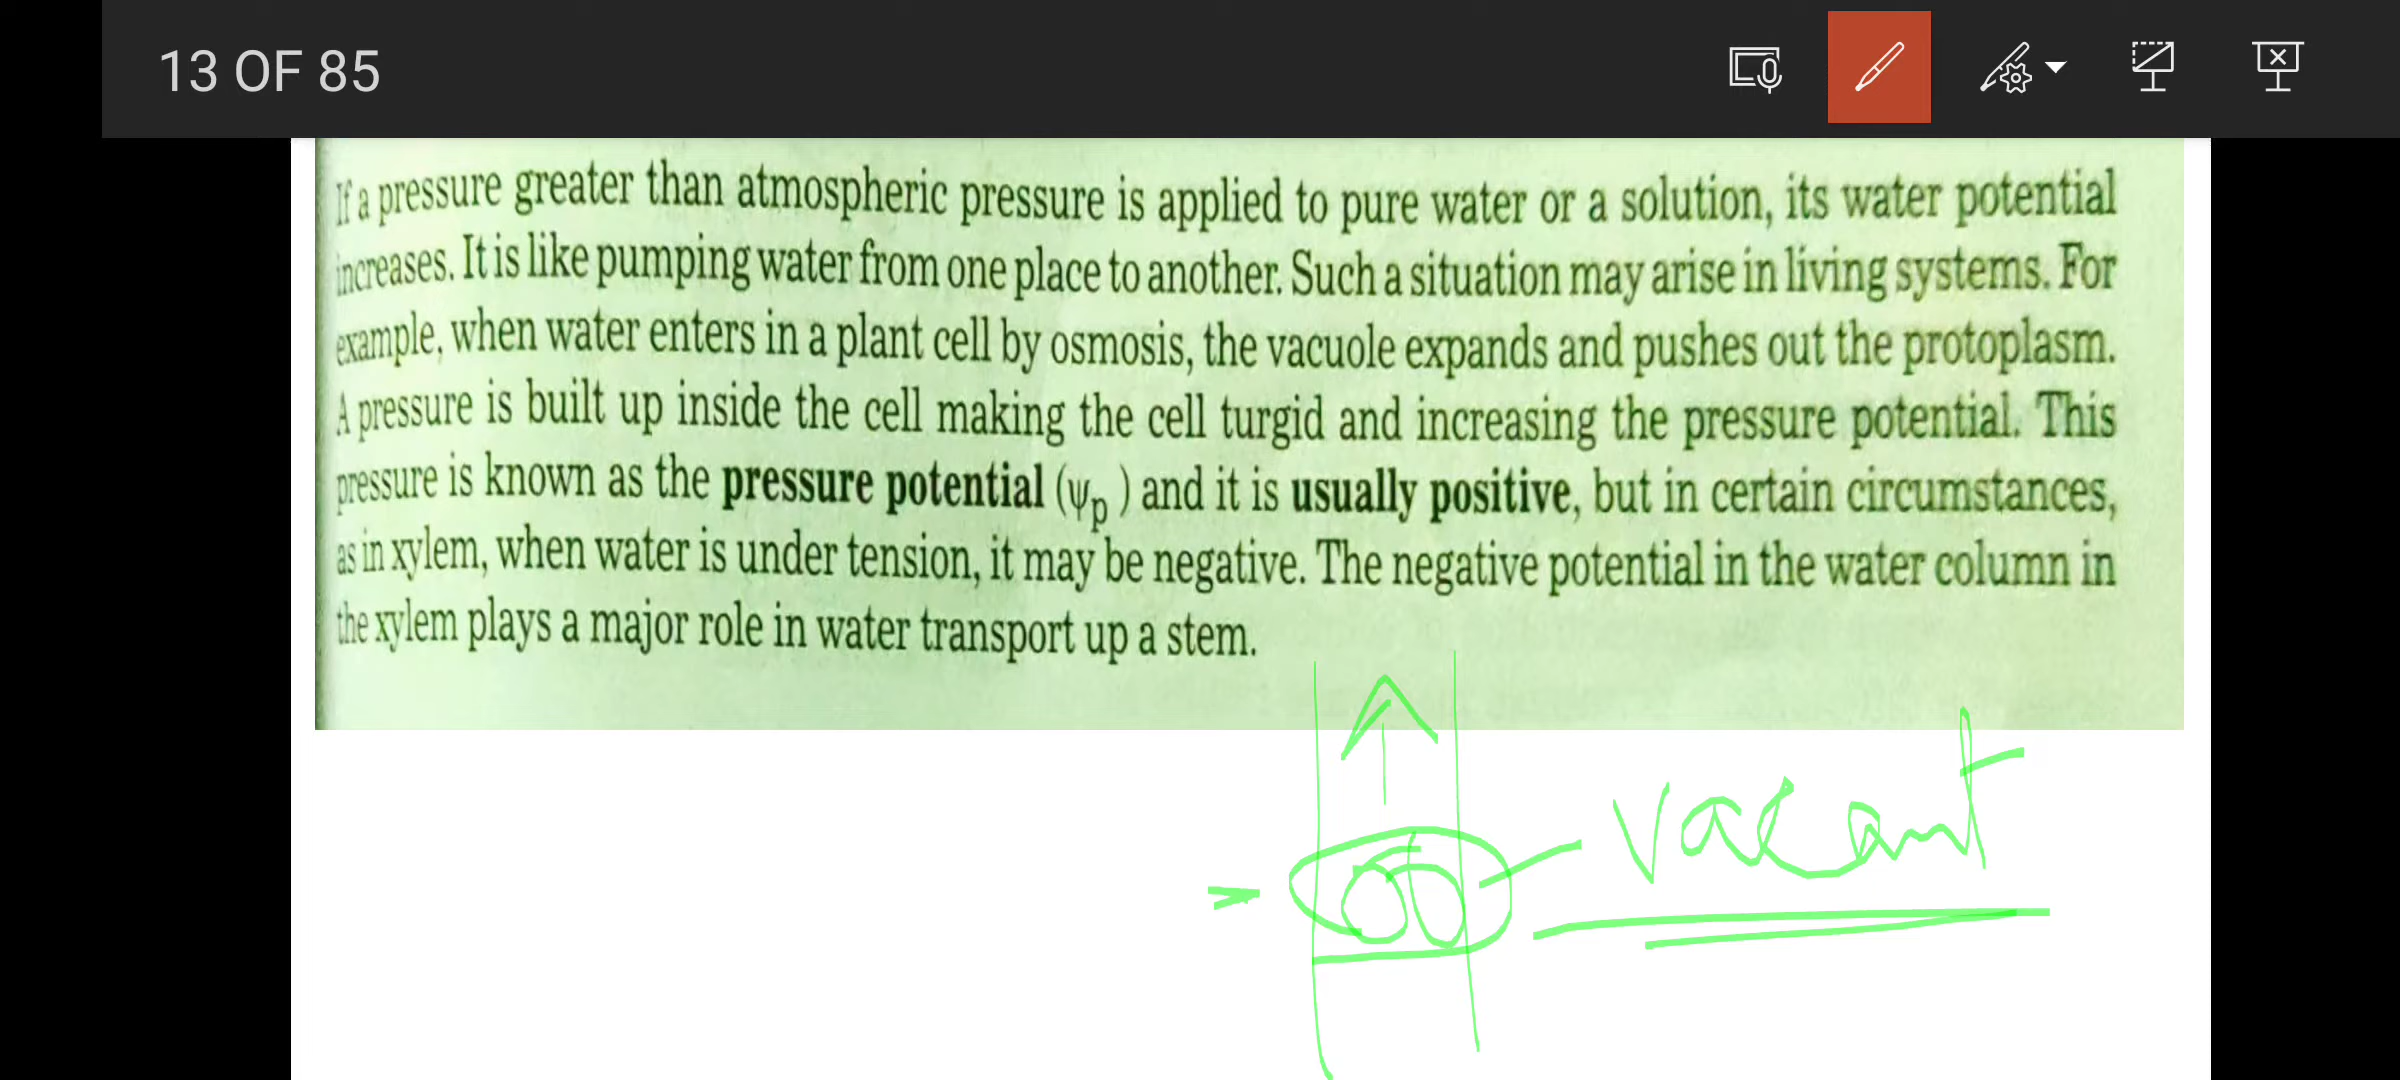 13 OF 85
If a pressure greater than atmospheric pressure is applied to pure water or a solution, its water potential
increases. It is like pumping water from one place to another. Such a situation may arise in living systems. For
example, when water enters in a plant cell by osmosis, the vacuole expands and pushes out the protoplasm.
A pressure is built up inside the cell making the cell turgid and increasing the pressure potential. This
pressure is known as the pressure potential (ψp ) and it is usually positive, but in certain circumstances,
as in xylem, when water is under tension, it may be negative. The negative potential in the water column in
the xylem plays a major role in water transport up a stem.
vacant